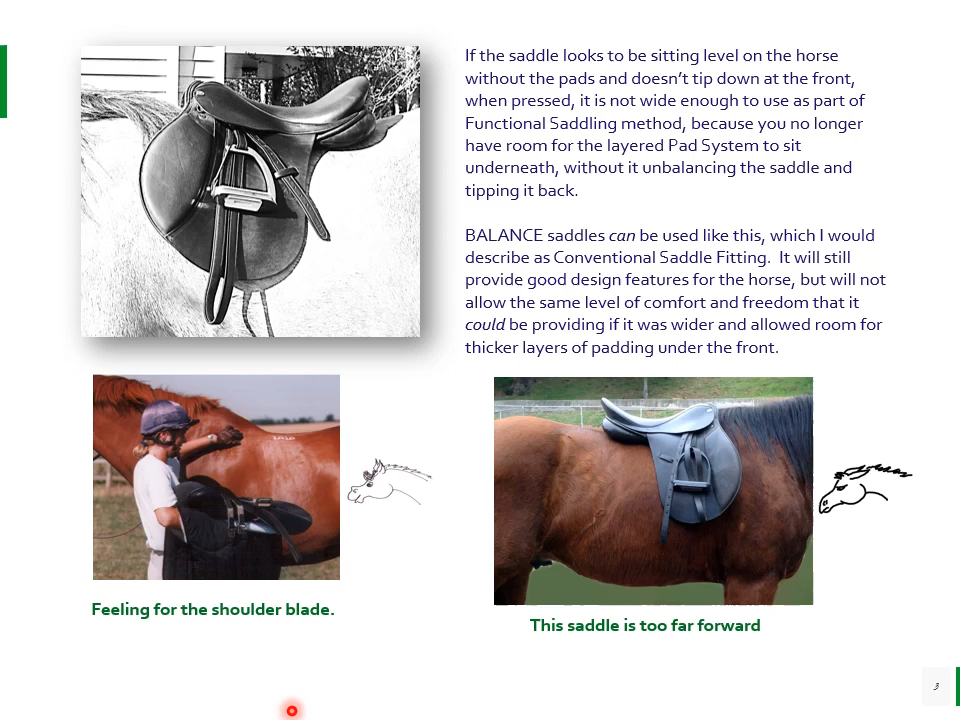 If the saddle looks to be sitting level on the horse
without the pads and doesn’t tip down at the front,
when pressed, it is not wide enough to use as part of
Functional Saddling method, because you no longer
have room for the layered Pad System to sit
underneath, without it unbalancing the saddle and
tipping it back.
BALANCE saddles can be used like this, which I would
describe as Conventional Saddle Fitting.  It will still
provide good design features for the horse, but will not
allow the same level of comfort and freedom that it
could be providing if it was wider and allowed room for
thicker layers of padding under the front.
Feeling for the shoulder blade.
This saddle is too far forward
3